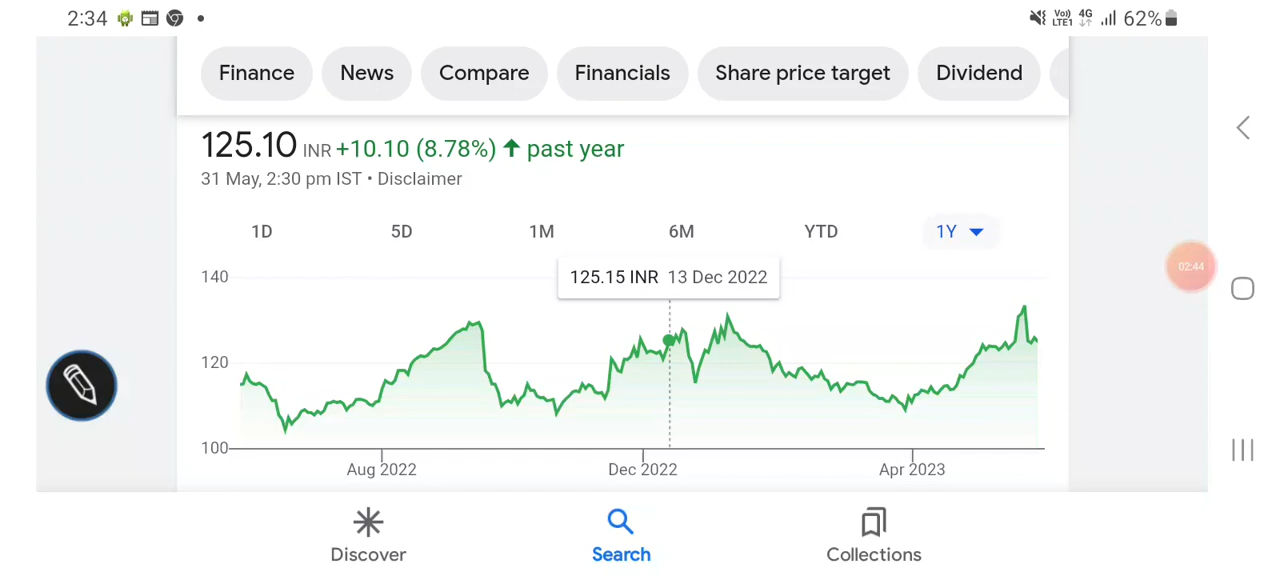 2:34 Vo)) LTE1 4G 62%
Finance News Compare Financials Share price target Dividend
125.10 INR +10.10 (8.78%) ↑ past year
31 May, 2:30 pm IST • Disclaimer
1D 5D 1M 6M YTD 1Y
125.15 INR 13 Dec 2022
140
120
100
Aug 2022 Dec 2022 Apr 2023
02:44
Discover Search Collections